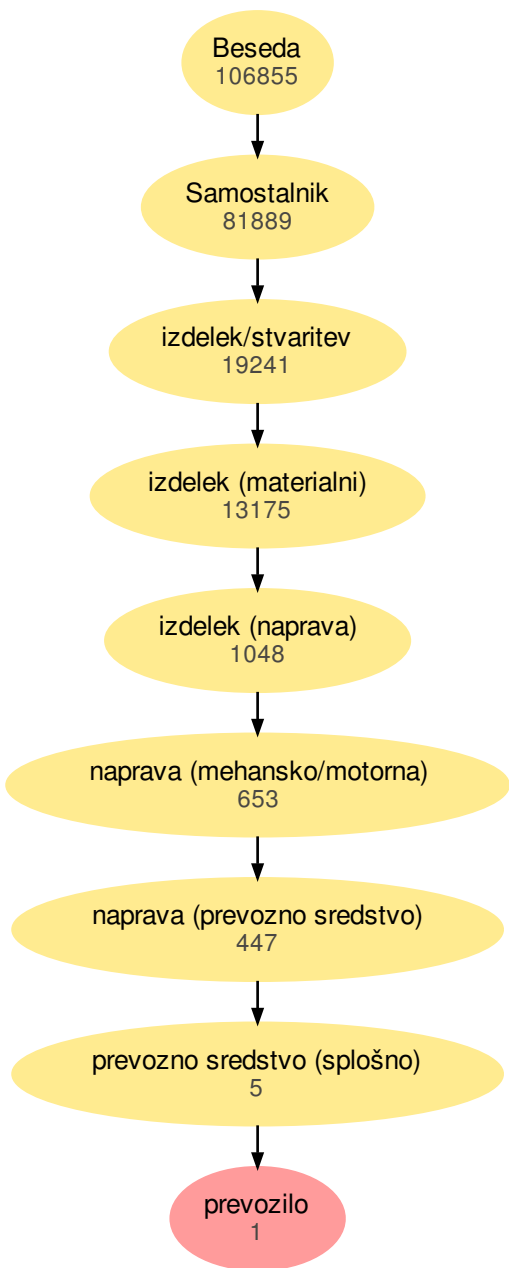 Beseda
106855
Samostalnik
81889
izdelek/stvaritev
19241
izdelek (materialni)
13175
izdelek (naprava)
1048
naprava (mehansko/motorna)
653
naprava (prevozno sredstvo)
447
prevozno sredstvo (splošno)
5
prevozilo
1